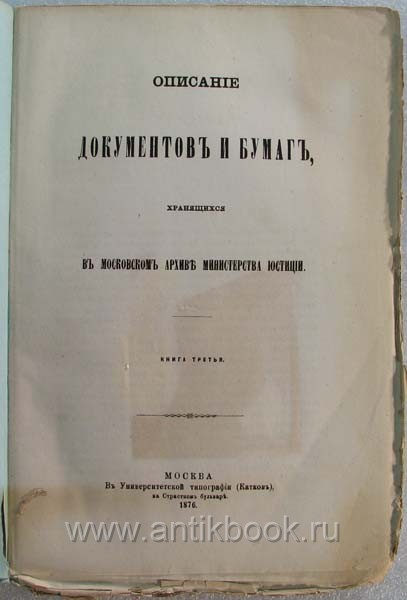 ОПИСАНІЕ
ДОКУМЕНТОВЪ И БУМАГЪ,
ХРАНЯЩИХСЯ
ВЪ МОСКОВСКОМЪ АРХИВѢ МИНИСТЕРСТВА ЮСТИЦІИ.
КНИГА ТРЕТЬЯ.
МОСКВА
Въ Университетской типографіи (Катковъ),
на Страстномъ бульварѣ.
1876.
www.antikbook.ru